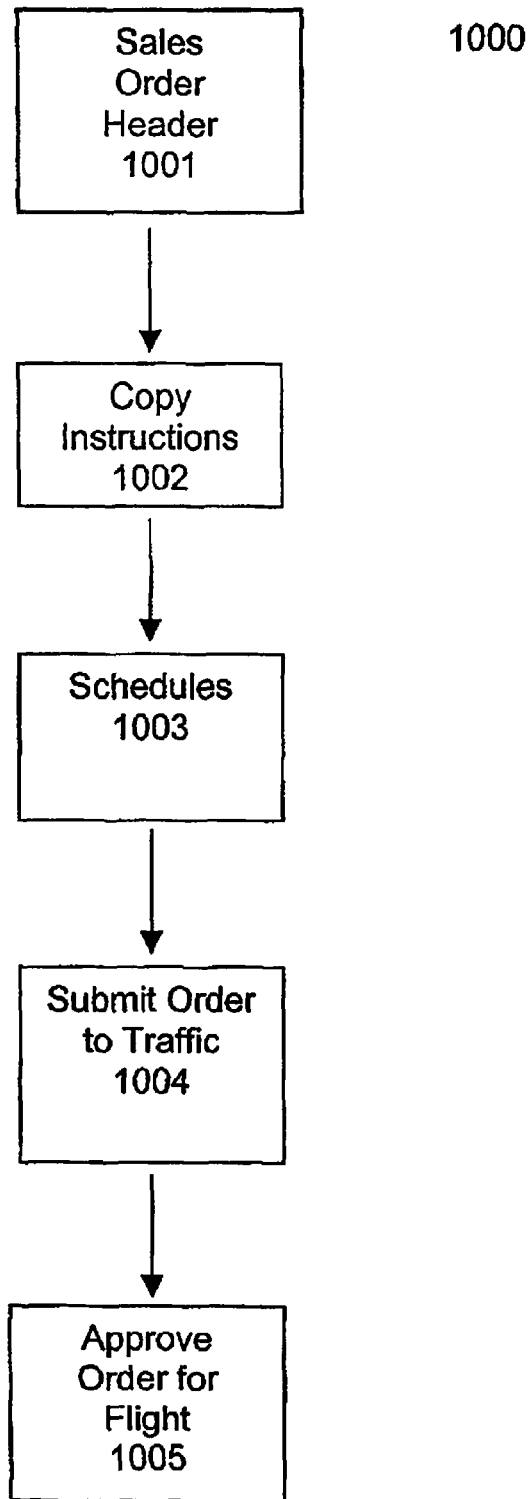 1000
Sales
Order
Header
1001
Copy
Instructions
1002
Schedules
1003
Submit Order
to Traffic
1004
Approve
Order for
Flight
1005